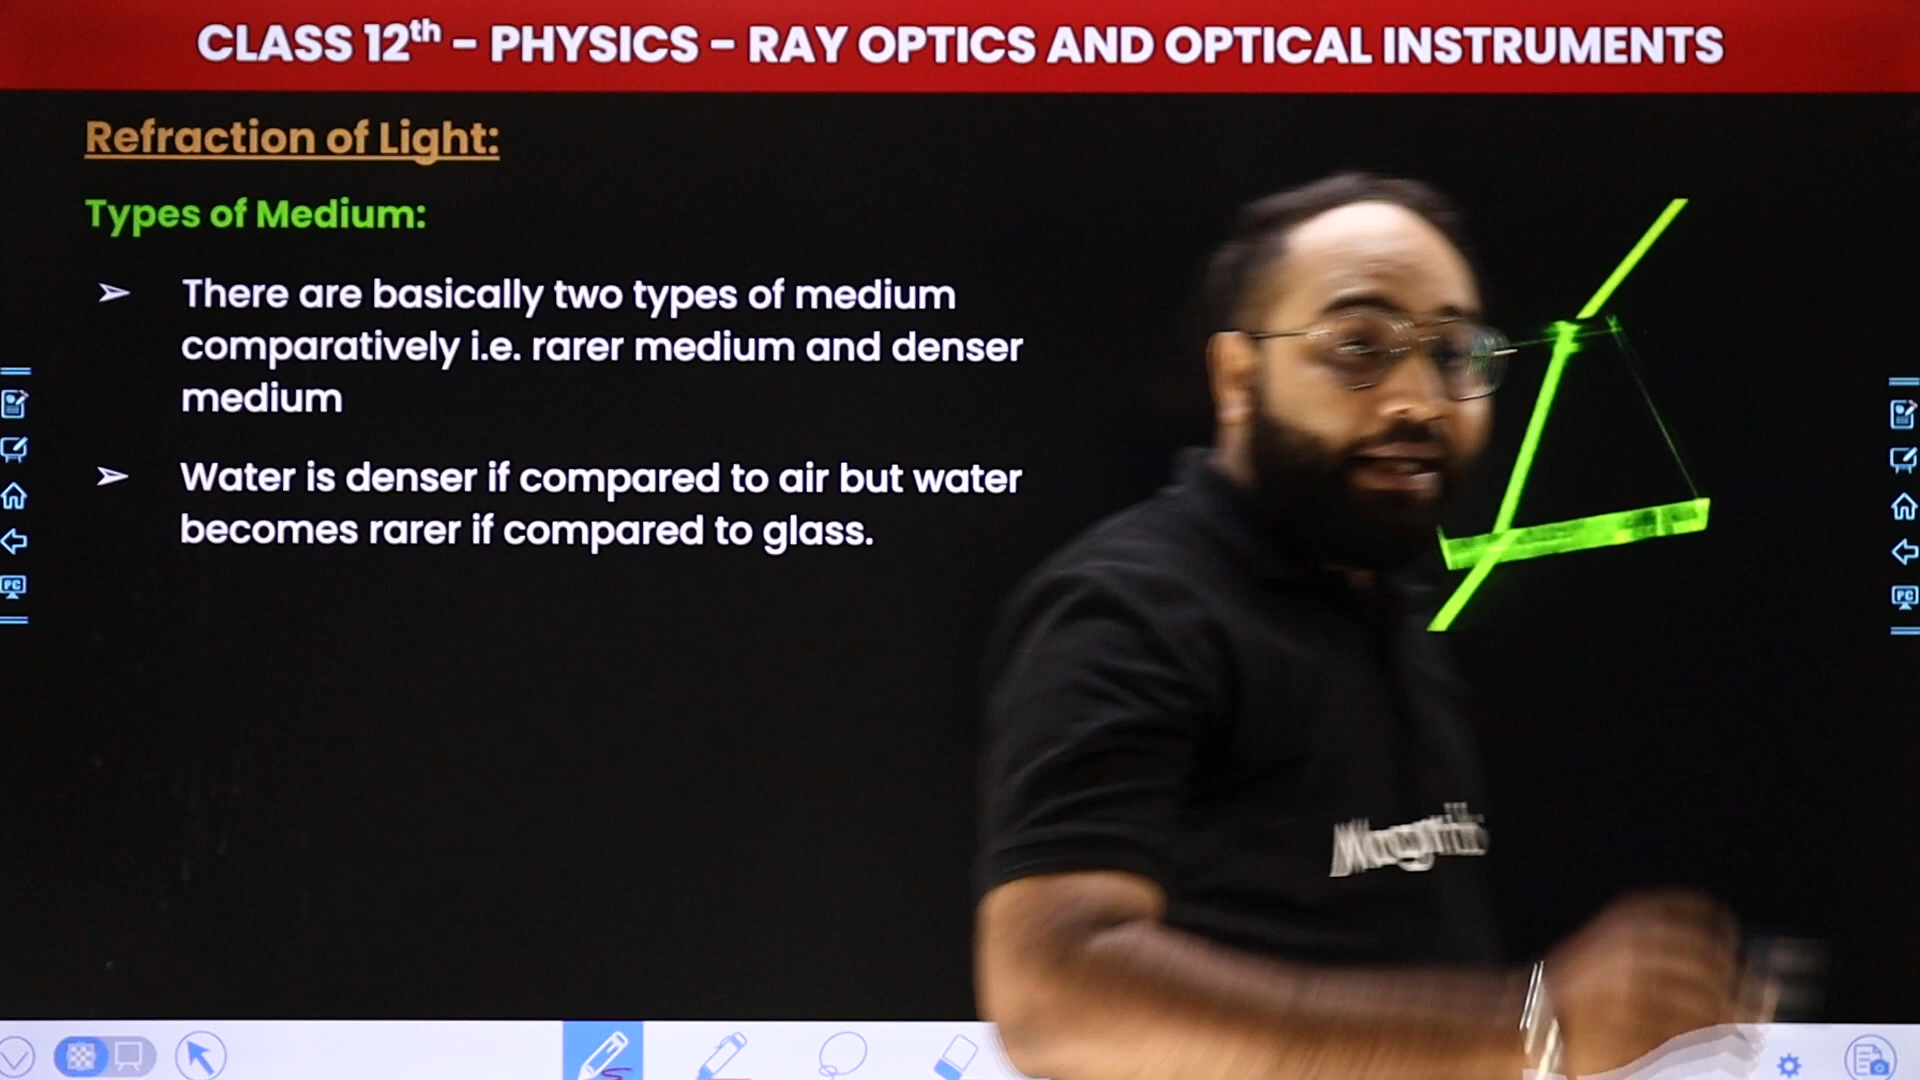 CLASS 12th - PHYSICS - RAY OPTICS AND OPTICAL INSTRUMENTS
Refraction of Light:
Types of Medium:
➢ There are basically two types of medium
comparatively i.e. rarer medium and denser
medium
➢ Water is denser if compared to air but water
becomes rarer if compared to glass.
PC
PC